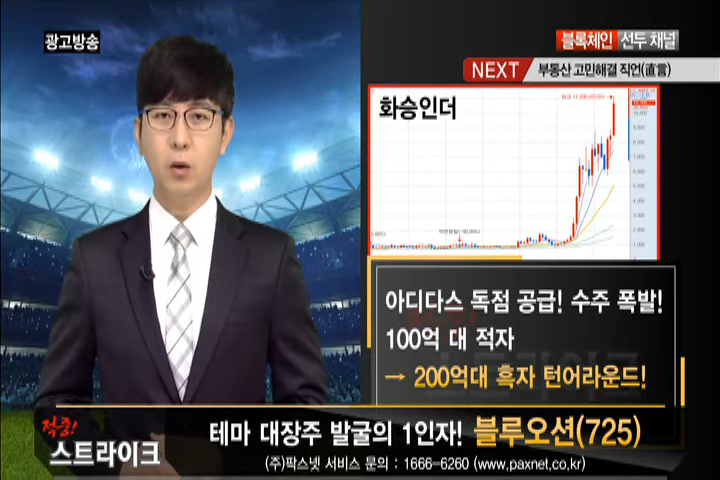 광고방송
블록체인 선두 채널
NEXT 부동산 고민해결 직언(直言)
화승인더
아디다스 독점 공급! 수주 폭발!
100억 대 적자
→ 200억대 흑자 턴어라운드!
적중!
스트라이크
테마 대장주 발굴의 1인자! 블루오션(725)
(주)팍스넷 서비스 문의 : 1666-6260 (www.paxnet.co,kr)